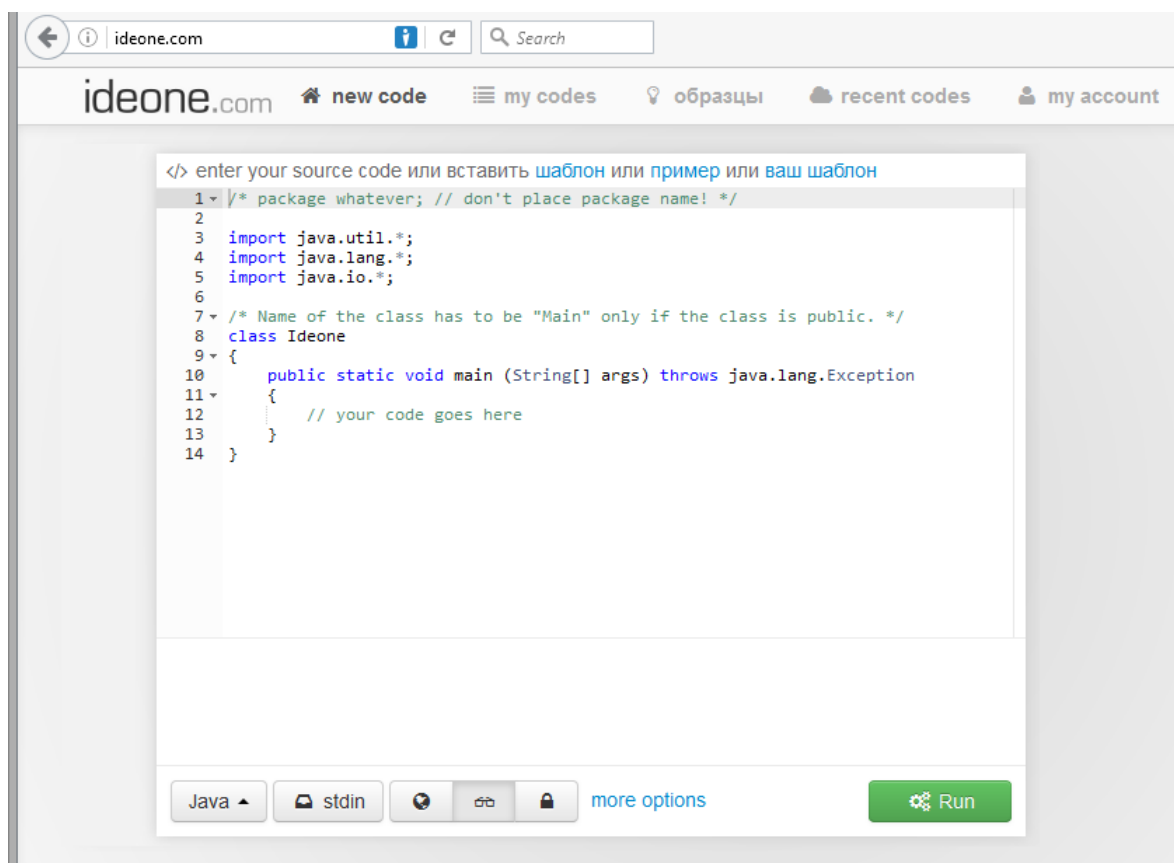 ideone.com
Search
ideone.com new code my codes образцы recent codes my account
</> enter your source code или вставить шаблон или пример или ваш шаблон
1 /* package whatever; // don't place package name! */
2
3 import java.util.*;
4 import java.lang.*;
5 import java.io.*;
6
7 /* Name of the class has to be "Main" only if the class is public. */
8 class Ideone
9 {
10 public static void main (String[] args) throws java.lang.Exception
11 {
12 // your code goes here
13 }
14 }
Java stdin more options Run